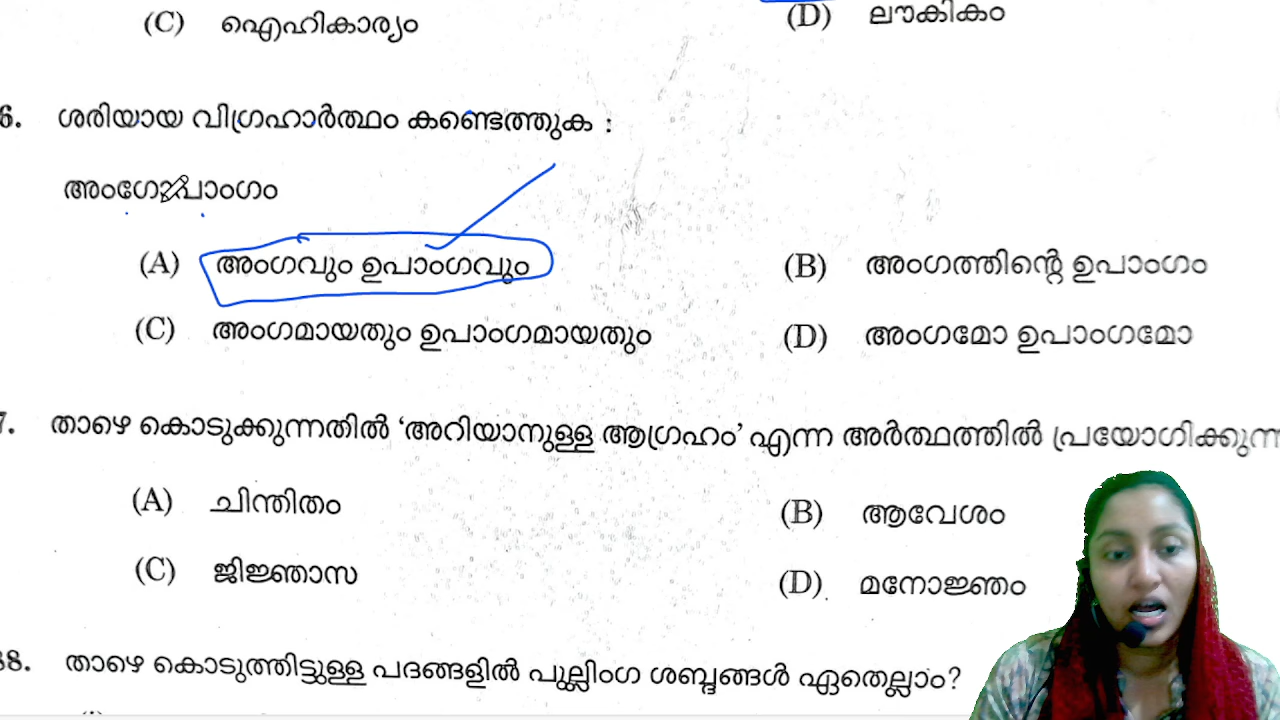 (C) ഐഹികാര്യം (D) ലൗകികം
6. ശരിയായ വിഗ്രഹാർത്ഥം കണ്ടെത്തുക :
അംഗോപാംഗം
(A) അംഗവും ഉപാംഗവും (B) അംഗത്തിന്റെ ഉപാംഗം
(C) അംഗമായതും ഉപാംഗമായതും (D) അംഗമോ ഉപാംഗമോ
7. താഴെ കൊടുക്കുന്നതിൽ ‘അറിയാനുള്ള ആഗ്രഹം’ എന്ന അർത്ഥത്തിൽ പ്രയോഗിക്കുന്ന
(A) ചിന്തിതം (B) ആവേശം
(C) ജിജ്ഞാസ (D) മനോജ്ഞം
38. താഴെ കൊടുത്തിട്ടുള്ള പദങ്ങളിൽ പുല്ലിംഗ ശബ്ദങ്ങൾ ഏതെല്ലാം?